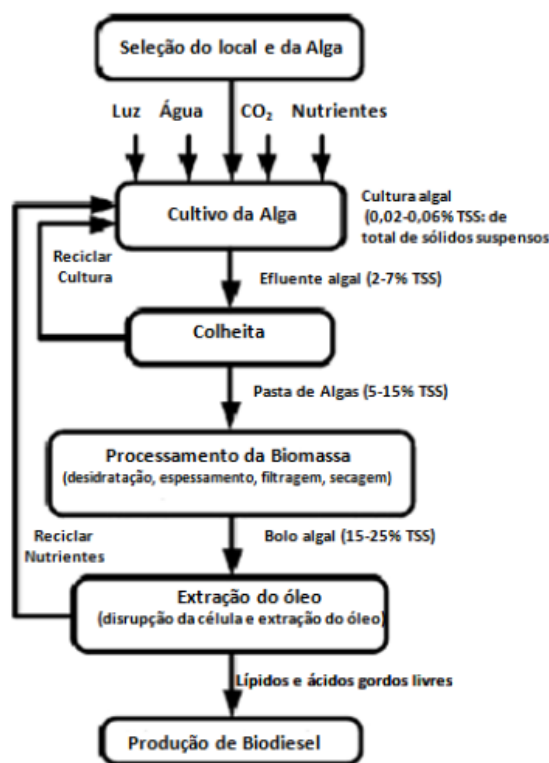 Seleção do local e da Alga
Luz Água CO₂ Nutrientes
Cultivo da Alga
Cultura algal
(0,02-0,06% TSS: de
total de sólidos suspensos
Reciclar
Cultura
Efluente algal (2-7% TSS)
Colheita
Pasta de Algas (5-15% TSS)
Processamento da Biomassa
(desidratação, espessamento, filtragem, secagem)
Reciclar
Nutrientes
Bolo algal (15-25% TSS)
Extração do óleo
(disrupção da célula e extração do óleo)
Lípidos e ácidos gordos livres
Produção de Biodiesel